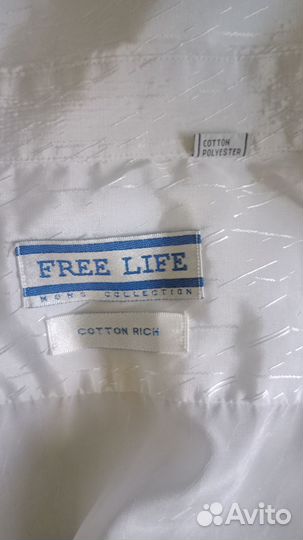 COTTON
POLYESTER
FREE LIFE
MENS COLLECTION
COTTON RICH
Avito